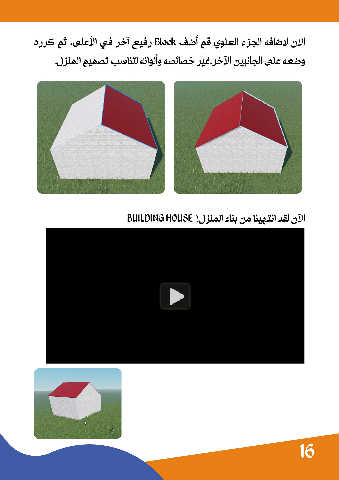 الآن لإضافة الجزء العلوي قم أضف Block رفيع آخر في الأعلى، ثم كرره
وضعه على الجانبين الآخر.غير خصائصه وألوانه لتناسب تصميم المنزل.
الآن لقد انتهينا من بناء المنزل! BUILDING HOUSE
16